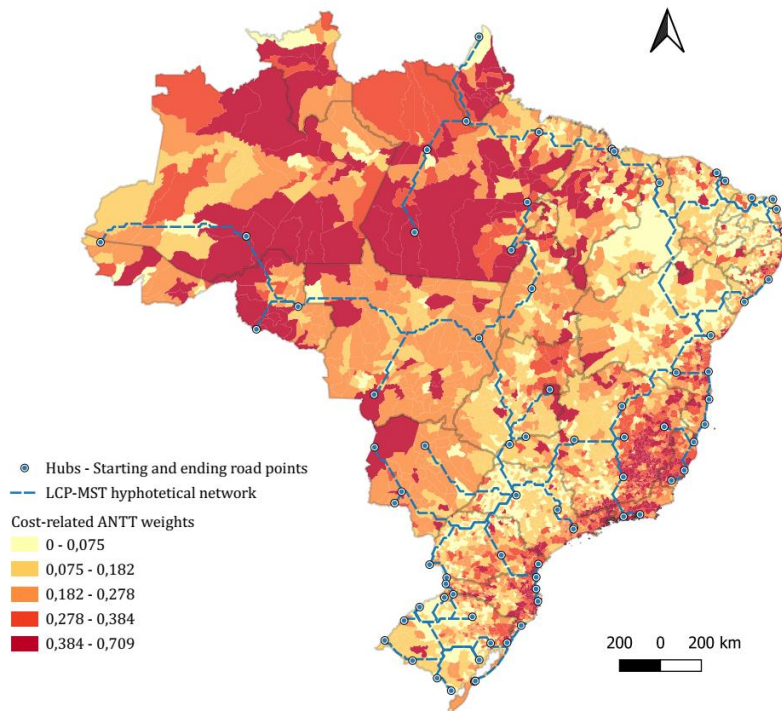 Hubs - Starting and ending road points
LCP-MST hyphotetical network
Cost-related ANTT weights
0 - 0,075
0,075 - 0,182
0,182 - 0,278
0,278 - 0,384
0,384 - 0,709
200 0 200 km